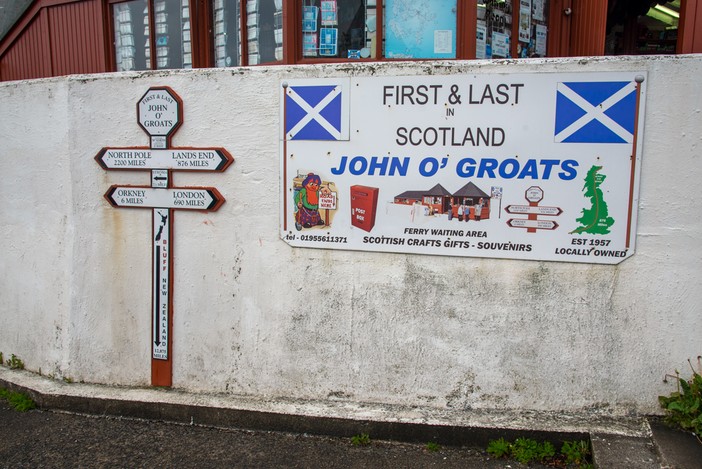 FIRST & LAST
JOHN
O'
GROATS
NORTH POLE
2200 MILES
LANDS END
876 MILES
ORKNEY
6 MILES
LONDON
690 MILES
BLUFF NEW ZEALAND
MILES
FIRST & LAST
IN
SCOTLAND
JOHN O' GROATS
POST
BOX
FERRY WAITING AREA
SCOTTISH CRAFTS GIFTS - SOUVENIRS
tel - 01955611371
EST 1957
LOCALLY OWNED